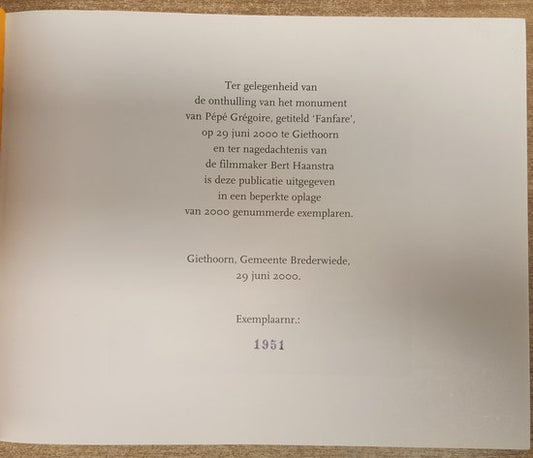 Ter gelegenheid van
de onthulling van het monument
van Pépé Grégoire, getiteld ‘Fanfare’,
op 29 juni 2000 te Giethoorn
en ter nagedachtenis van
de filmmaker Bert Haanstra
is deze publicatie uitgegeven
in een beperkte oplage
van 2000 genummerde exemplaren.
Giethoorn, Gemeente Brederwiede,
29 juni 2000.
Exemplaarnr.:
1951